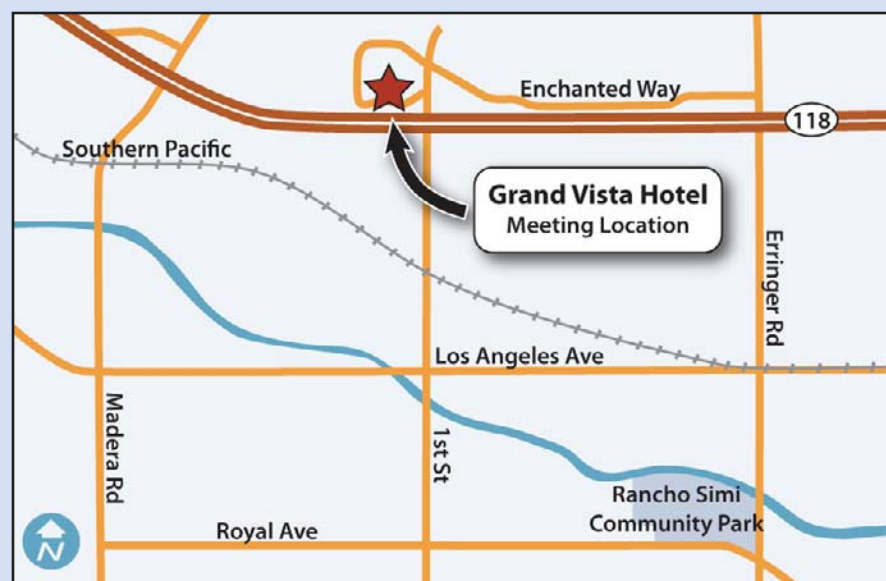 Enchanted Way
118
Southern Pacific
Grand Vista Hotel
Meeting Location
Erringer Rd
Los Angeles Ave
Madera Rd
1st St
Rancho Simi
Community Park
Royal Ave
N